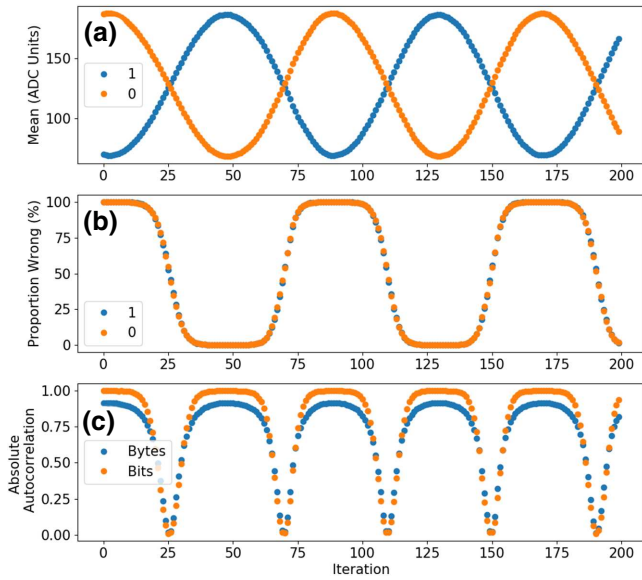 (a)
Mean (ADC Units)
150
100
1
0
0 25 50 75 100 125 150 175 200
(b)
Proportion Wrong (%)
100
75
50
25
0
1
0
0 25 50 75 100 125 150 175 200
(c)
Absolute
Autocorrelation
1.00
0.75
0.50
0.25
0.00
Bytes
Bits
0 25 50 75 100 125 150 175 200
Iteration